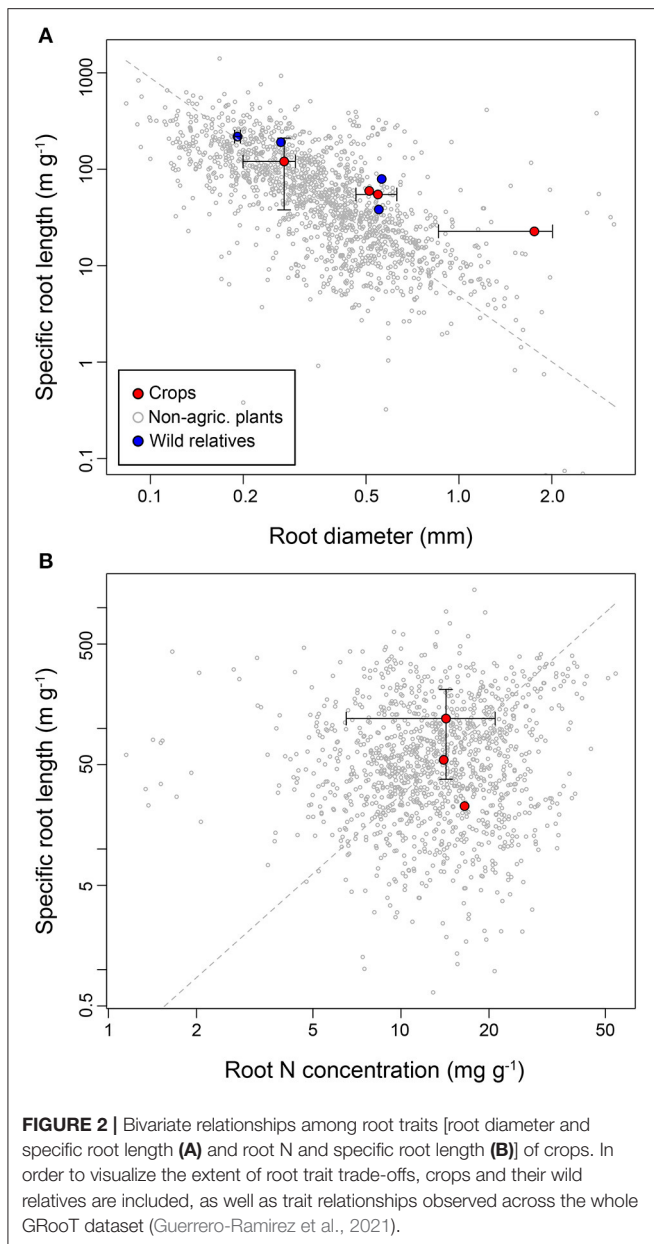 A
Specific root length (m g⁻¹)
1000
100
10
1
0.1
Crops
Non-agric. plants
Wild relatives
0.1 0.2 0.5 1.0 2.0
Root diameter (mm)
B
Specific root length (m g⁻¹)
500
50
5
0.5
1 2 5 10 20 50
Root N concentration (mg g⁻¹)
FIGURE 2 | Bivariate relationships among root traits [root diameter and
specific root length (A) and root N and specific root length (B)] of crops. In
order to visualize the extent of root trait trade-offs, crops and their wild
relatives are included, as well as trait relationships observed across the whole
GRooT dataset (Guerrero-Ramirez et al., 2021).